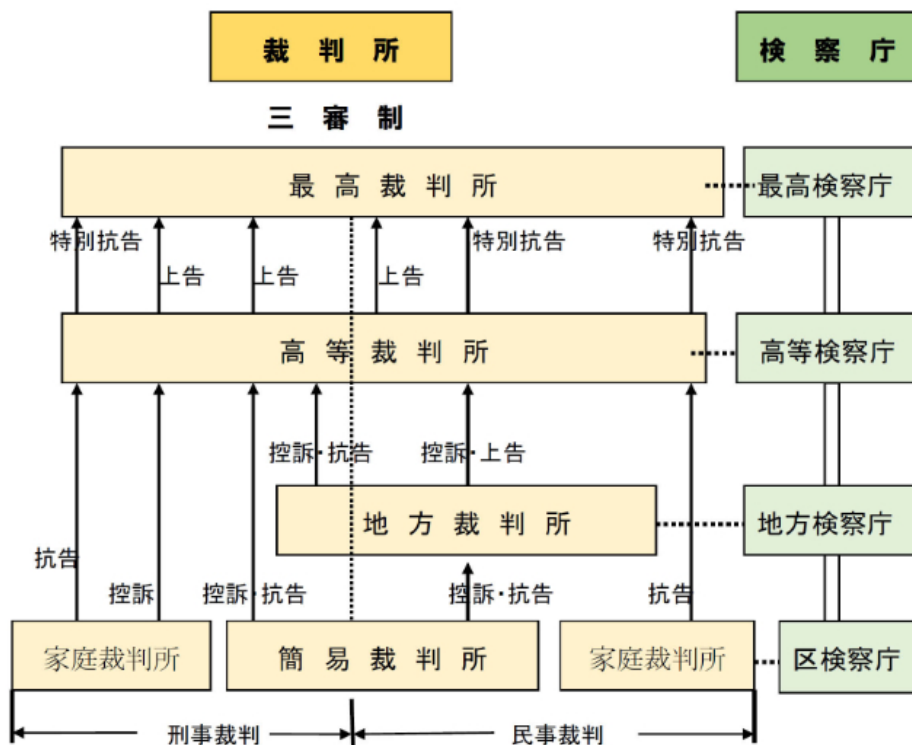 裁判所
検察庁
三審制
最高裁判所
最高検察庁
特別抗告
上告
上告
上告
特別抗告
特別抗告
高等裁判所
高等検察庁
控訴・抗告
控訴・上告
地方裁判所
地方検察庁
抗告
控訴
控訴・抗告
控訴・抗告
抗告
家庭裁判所
簡易裁判所
家庭裁判所
区検察庁
刑事裁判
民事裁判